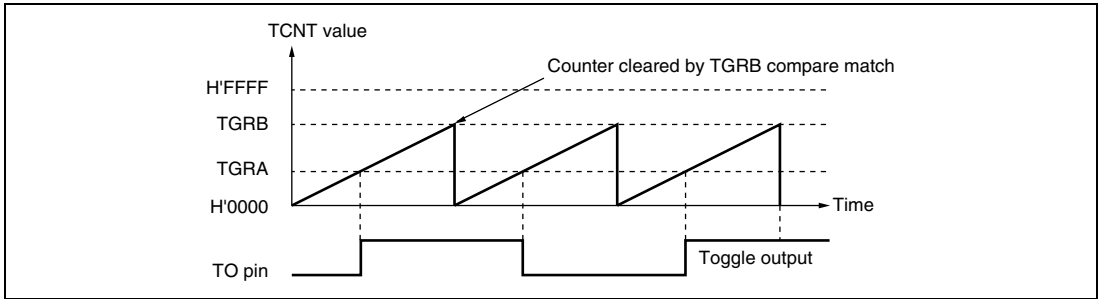 TCNT value
Counter cleared by TGRB compare match
H'FFFF
TGRB
TGRA
H'0000
Time
Toggle output
TO pin